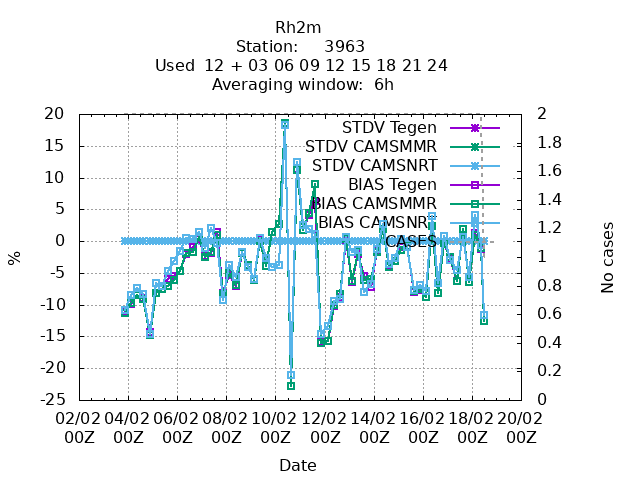 Rh2m
Station: 3963
Used 12 + 03 06 09 12 15 18 21 24
Averaging window: 6h
20 2
15 1.8
10 1.6
5 1.4
0 1.2
-5 1
-10 0.8
-15 0.6
-20 0.4
-25 0.2
0
STDV Tegen
STDV CAMSMMR
STDV CAMSNRT
BIAS Tegen
BIAS CAMSMMR
BIAS CAMSNRT
CASES
%
No cases
02/02 04/02 06/02 08/02 10/02 12/02 14/02 16/02 18/02 20/02
00Z 00Z 00Z 00Z 00Z 00Z 00Z 00Z 00Z 00Z
Date